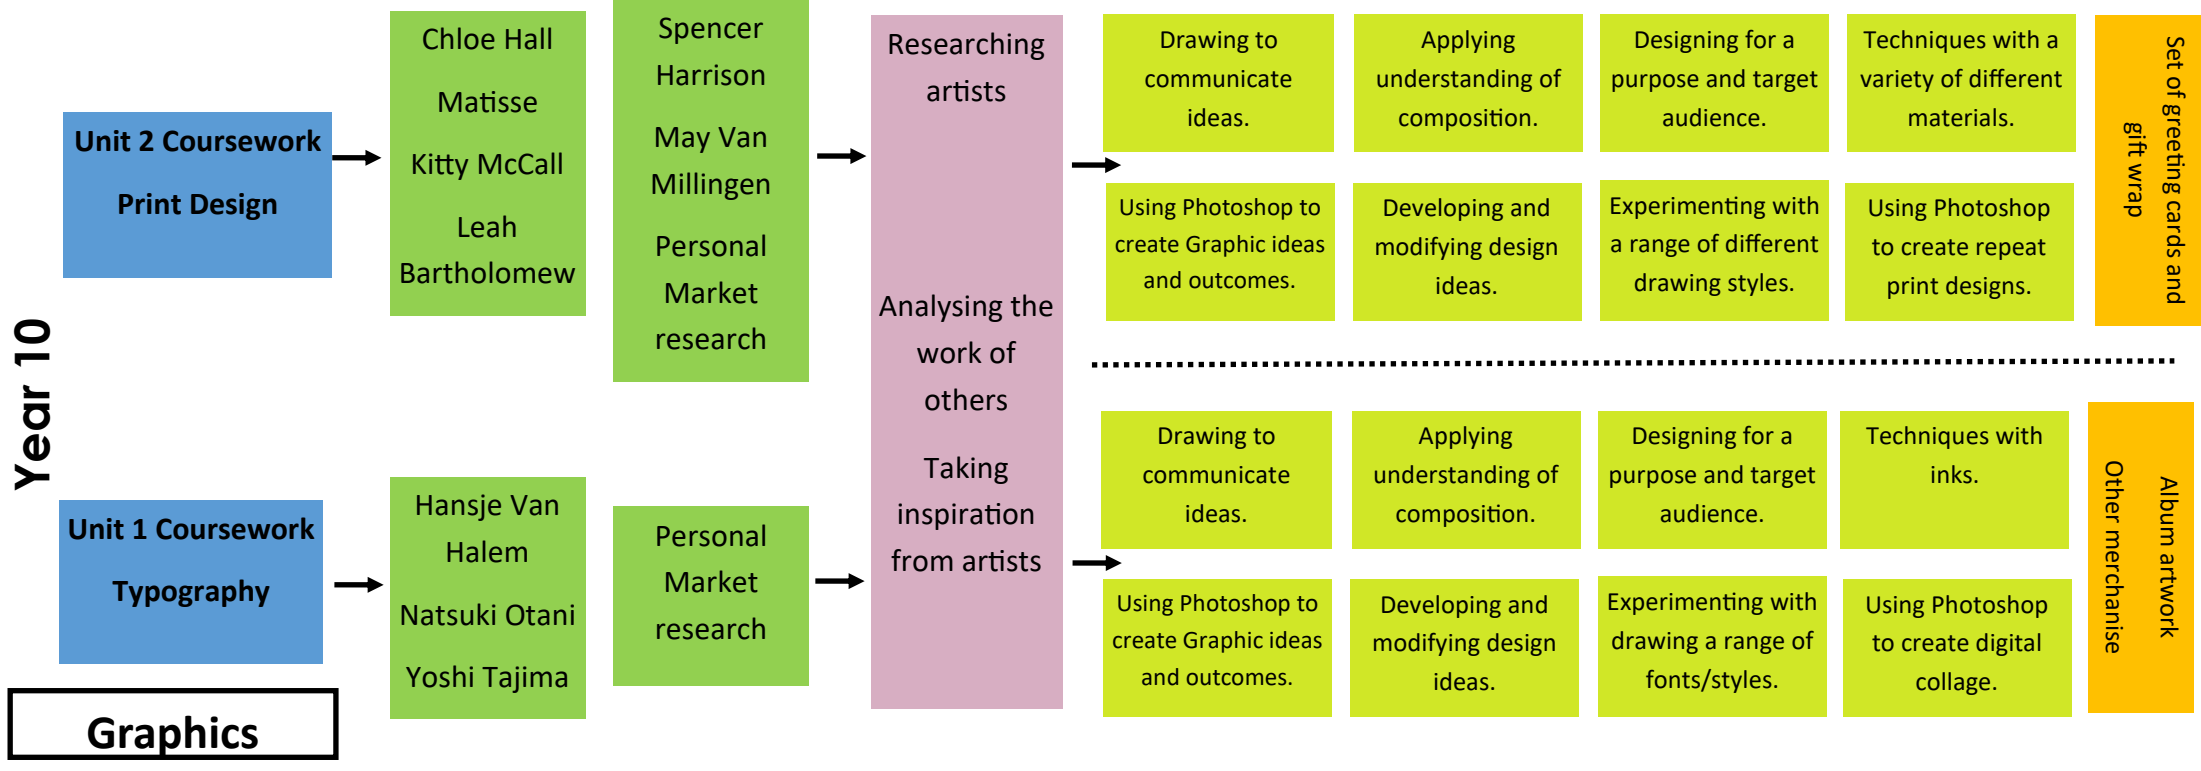 Year 10
Unit 2 Coursework
Print Design
Chloe Hall
Matisse
Kitty McCall
Leah
Bartholomew
Spencer
Harrison
May Van
Millingen
Personal
Market
research
Researching
artists
Analysing the
work of
others
Taking
inspiration
from artists
Drawing to
communicate
ideas.
Applying
understanding of
composition.
Designing for a
purpose and target
audience.
Techniques with a
variety of different
materials.
Using Photoshop to
create Graphic ideas
and outcomes.
Developing and
modifying design
ideas.
Experimenting with
a range of different
drawing styles.
Using Photoshop
to create repeat
print designs.
Set of greeting cards and
gift wrap
Unit 1 Coursework
Typography
Hansje Van
Halem
Natsuki Otani
Yoshi Tajima
Personal
Market
research
Drawing to
communicate
ideas.
Applying
understanding of
composition.
Designing for a
purpose and target
audience.
Techniques with
inks.
Using Photoshop to
create Graphic ideas
and outcomes.
Developing and
modifying design
ideas.
Experimenting with
drawing a range of
fonts/styles.
Using Photoshop
to create digital
collage.
Album artwork
Other merchanise
Graphics